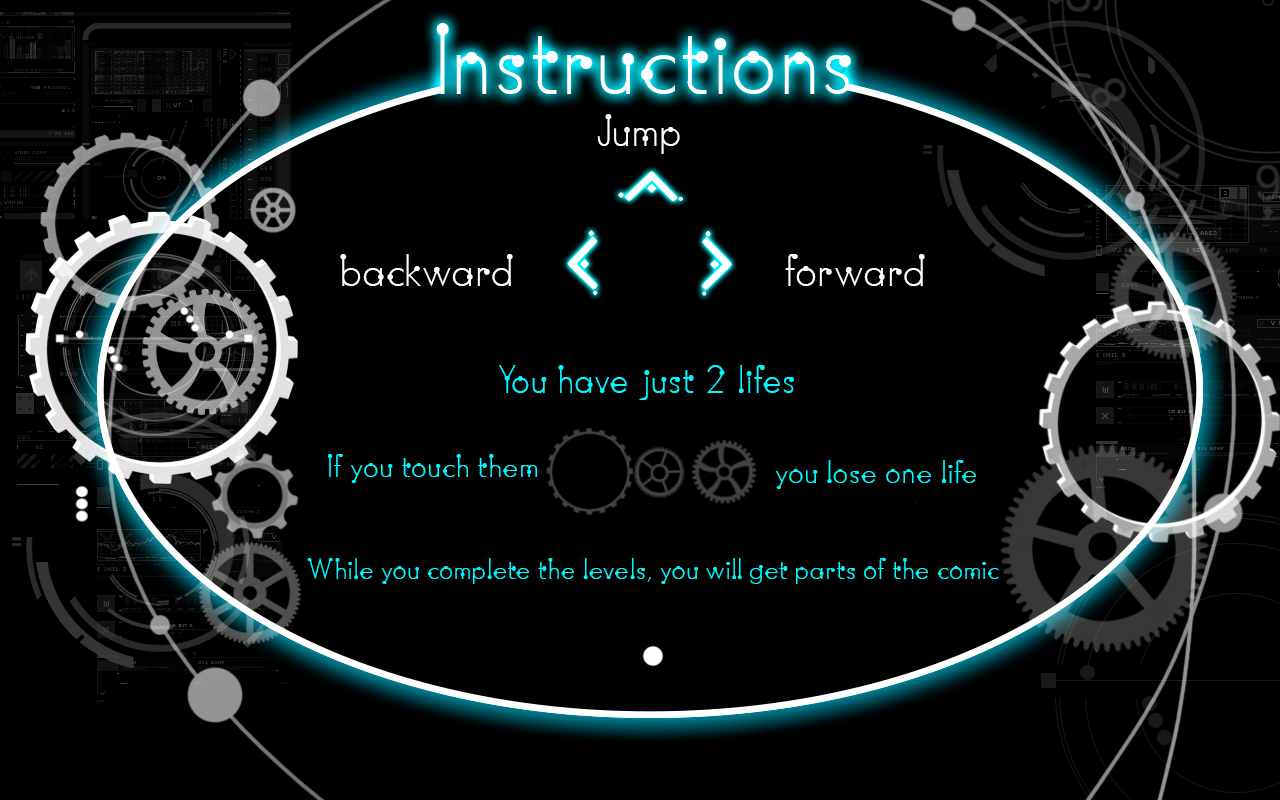 Instructions
Jump
backward
forward
You have just 2 lifes
If you touch them
you lose one life
While you complete the levels, you will get parts of the comic